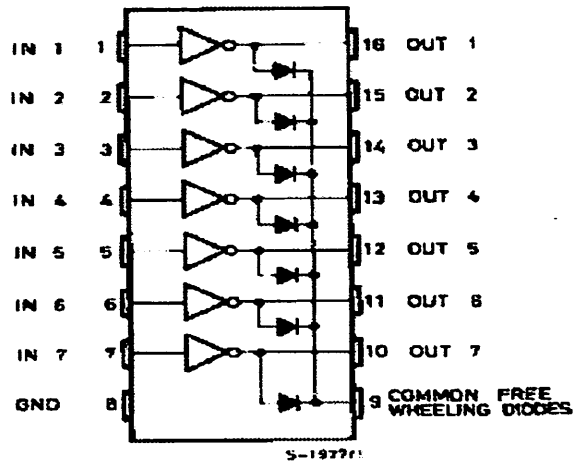 IN 1 1 16 OUT 1
IN 2 2 15 OUT 2
IN 3 3 14 OUT 3
IN 4 4 13 OUT 4
IN 5 5 12 OUT 5
IN 6 6 11 OUT 6
IN 7 7 10 OUT 7
GND 8 9 COMMON FREE
WHEELING DIODES